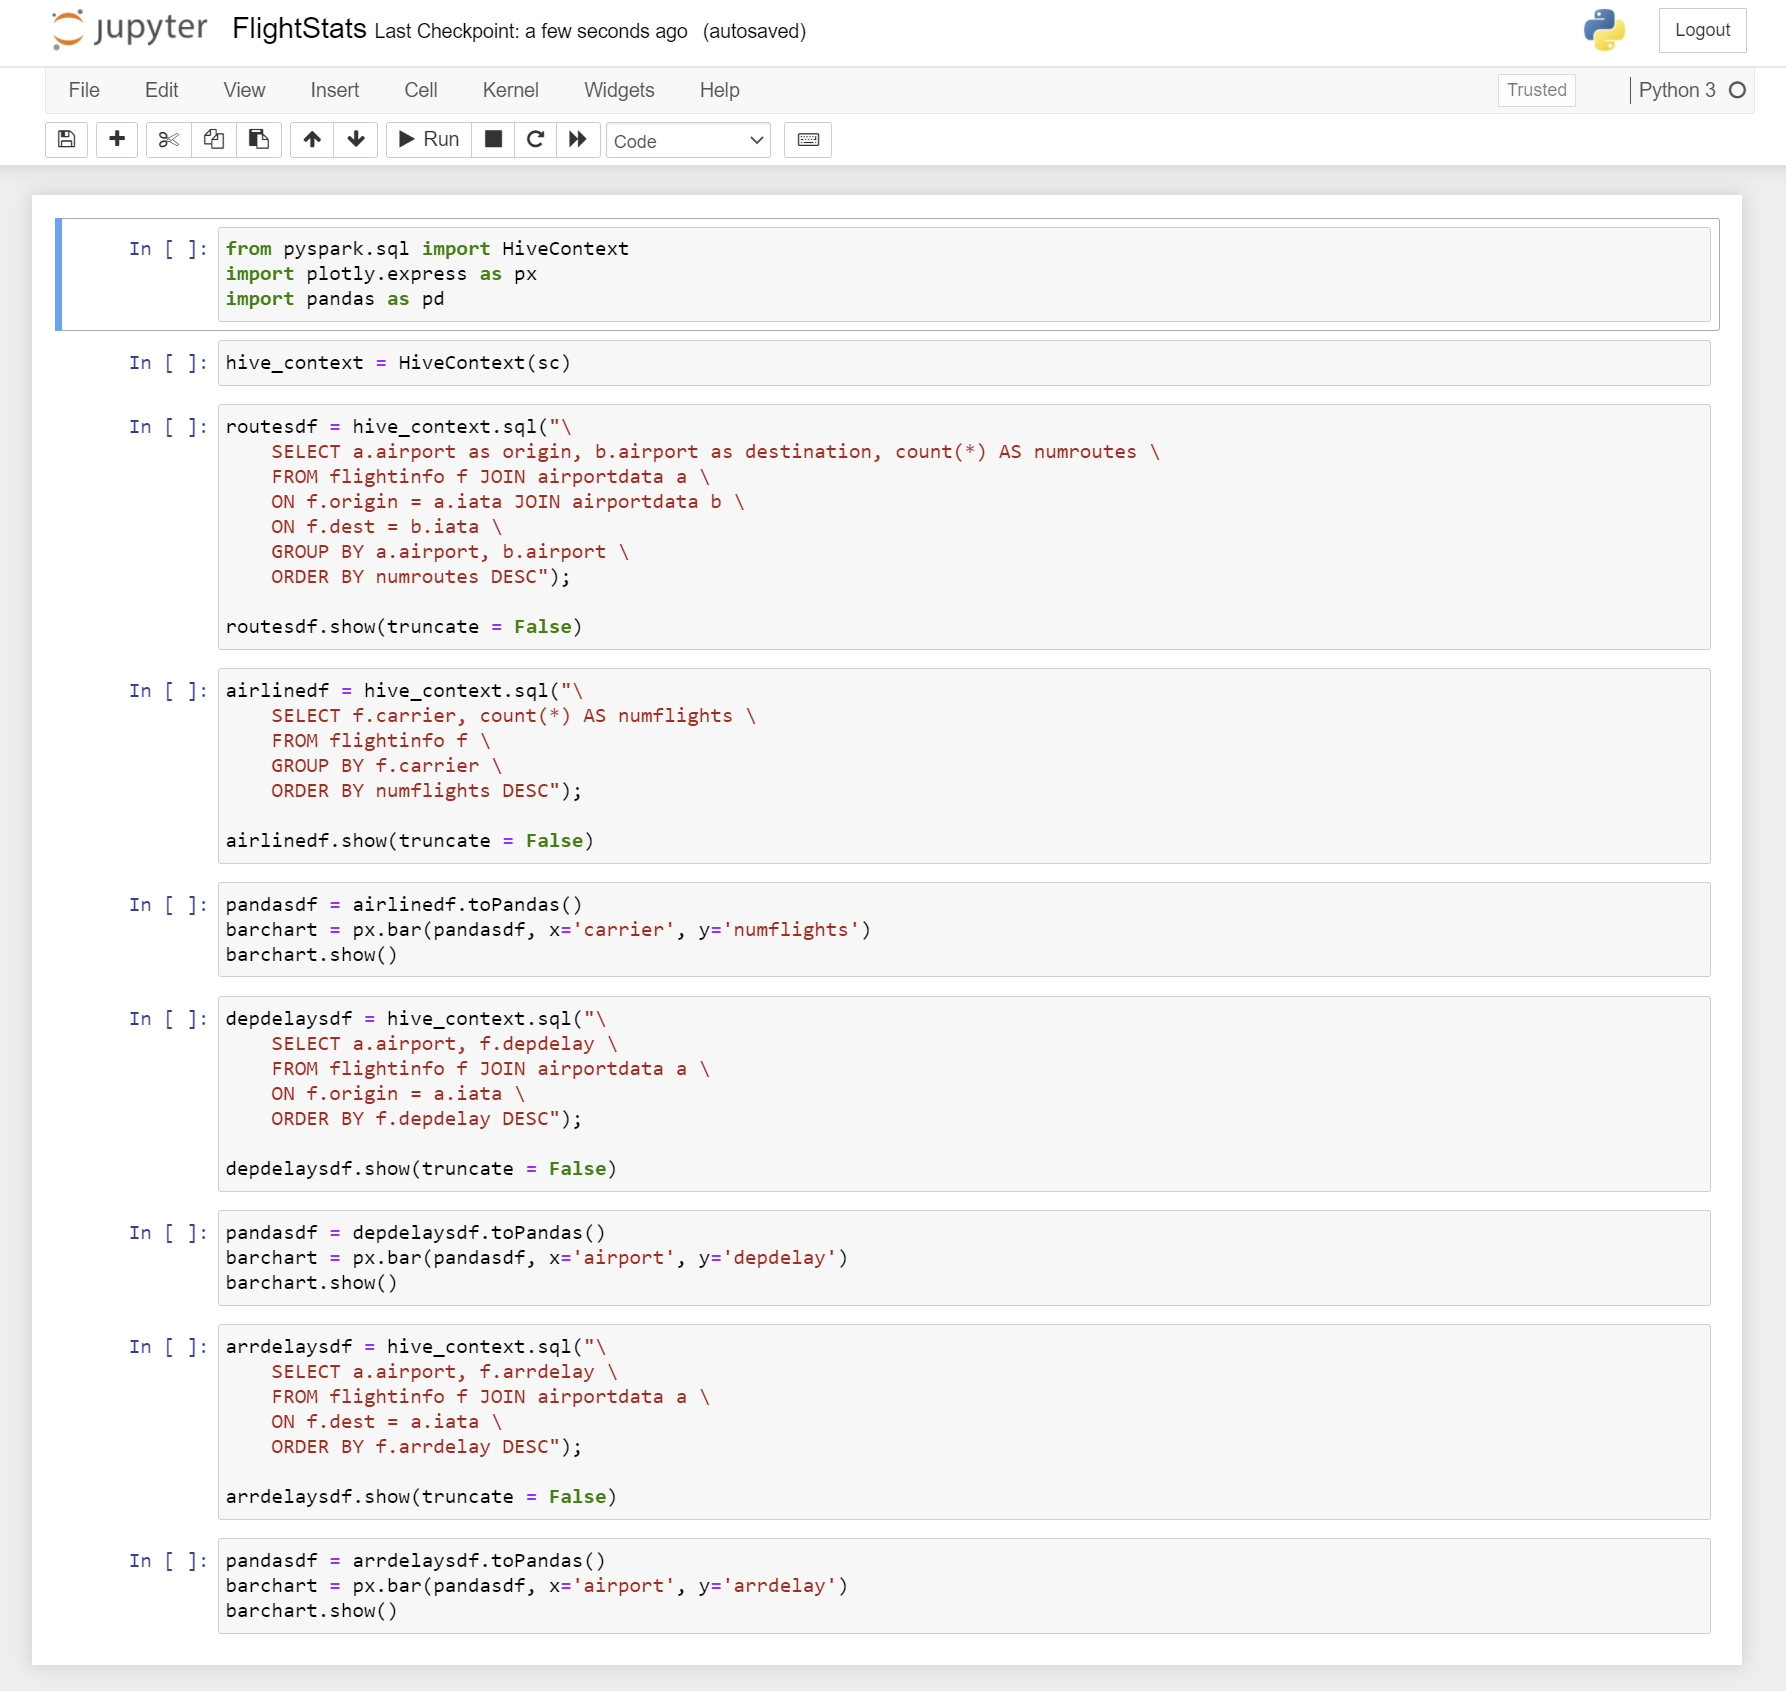 jupyter FlightStats Last Checkpoint: a few seconds ago (autosaved) Logout
File Edit View Insert Cell Kernel Widgets Help Trusted Python 3
Run Code
In [ ]: from pyspark.sql import HiveContext
import plotly.express as px
import pandas as pd
In [ ]: hive_context = HiveContext(sc)
In [ ]: routesdf = hive_context.sql("\
    SELECT a.airport as origin, b.airport as destination, count(*) AS numroutes \
    FROM flightinfo f JOIN airportdata a \
    ON f.origin = a.iata JOIN airportdata b \
    ON f.dest = b.iata \
    GROUP BY a.airport, b.airport \
    ORDER BY numroutes DESC");
routesdf.show(truncate = False)
In [ ]: airlinedf = hive_context.sql("\
    SELECT f.carrier, count(*) AS numflights \
    FROM flightinfo f \
    GROUP BY f.carrier \
    ORDER BY numflights DESC");
airlinedf.show(truncate = False)
In [ ]: pandasdf = airlinedf.toPandas()
barchart = px.bar(pandasdf, x='carrier', y='numflights')
barchart.show()
In [ ]: depdelaysdf = hive_context.sql("\
    SELECT a.airport, f.depdelay \
    FROM flightinfo f JOIN airportdata a \
    ON f.origin = a.iata \
    ORDER BY f.depdelay DESC");
depdelaysdf.show(truncate = False)
In [ ]: pandasdf = depdelaysdf.toPandas()
barchart = px.bar(pandasdf, x='airport', y='depdelay')
barchart.show()
In [ ]: arrdelaysdf = hive_context.sql("\
    SELECT a.airport, f.arrdelay \
    FROM flightinfo f JOIN airportdata a \
    ON f.dest = a.iata \
    ORDER BY f.arrdelay DESC");
arrdelaysdf.show(truncate = False)
In [ ]: pandasdf = arrdelaysdf.toPandas()
barchart = px.bar(pandasdf, x='airport', y='arrdelay')
barchart.show()